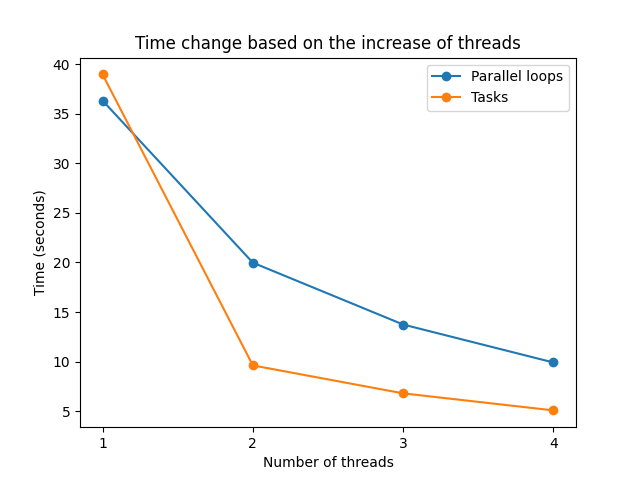 Time change based on the increase of threads
Parallel loops
Tasks
Time (seconds)
40
35
30
25
20
15
10
5
1 2 3 4
Number of threads